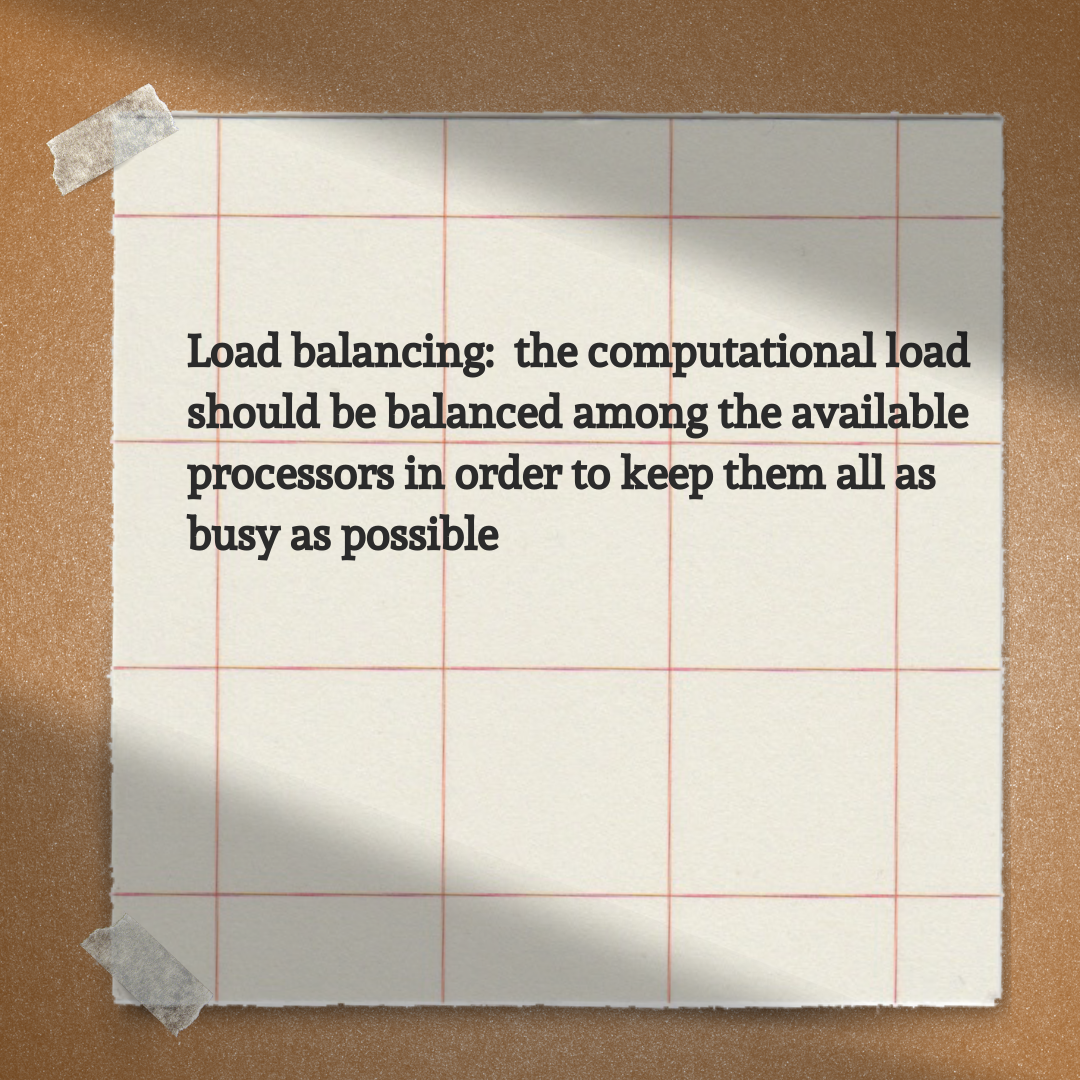 Load balancing:  the computational load
should be balanced among the available
processors in order to keep them all as
busy as possible